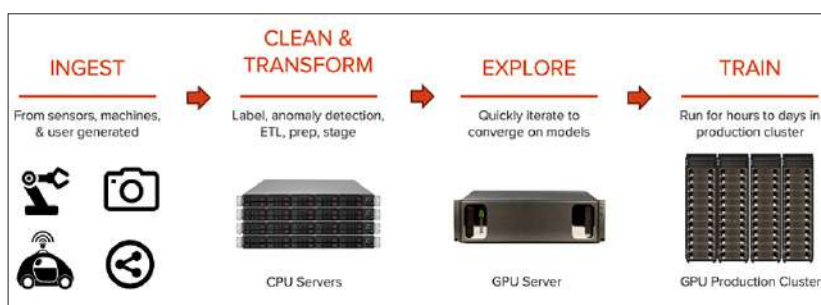 INGEST
From sensors, machines,
& user generated
CLEAN &
TRANSFORM
Label, anomaly detection,
ETL, prep, stage
CPU Servers
EXPLORE
Quickly iterate to
converge on models
GPU Server
TRAIN
Run for hours to days in
production cluster
GPU Production Cluster